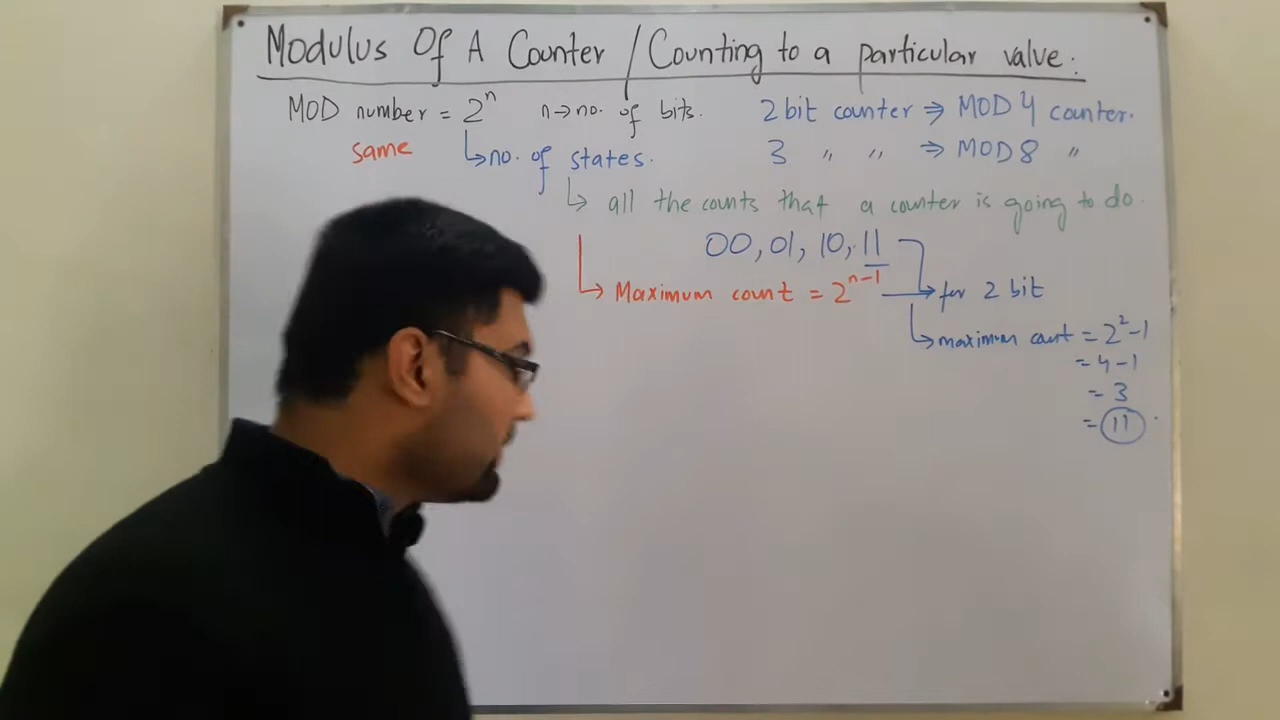 Modulus Of A Counter / Counting to a particular valve:
MOD number = 2ⁿ n→no. of bits. 2 bit counter ⇒ MOD 4 counter.
same ↳no. of states. 3 " " ⇒ MOD 8 "
↳ all the counts that a counter is going to do.
00, 01, 10, 11
↳ Maximum count = 2ⁿ⁻¹ → for 2 bit
↳ maximum count = 2²-1
= 4-1
= 3
= 11